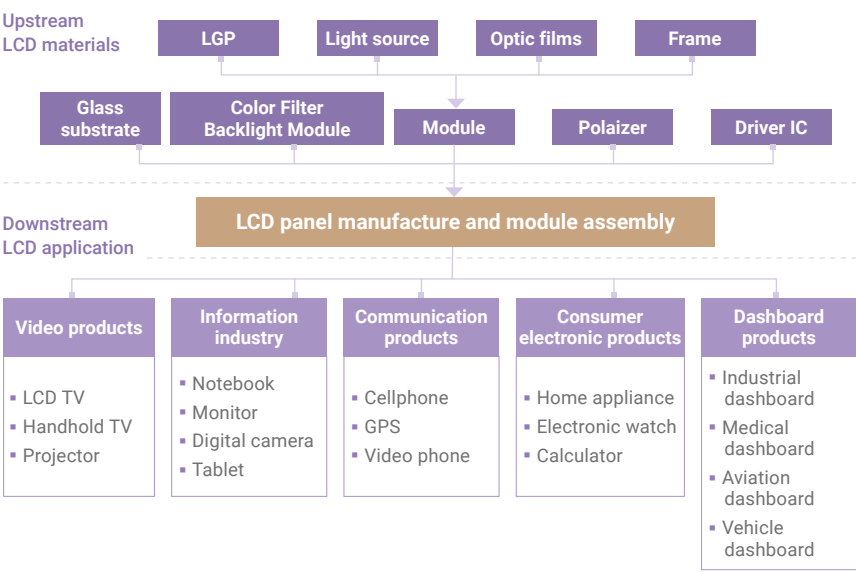 Upstream
LCD materials
LGP
Light source
Optic films
Frame
Glass
substrate
Color Filter
Backlight Module
Module
Polaizer
Driver IC
Downstream
LCD application
LCD panel manufacture and module assembly
Video products
LCD TV
Handhold TV
Projector
Information
industry
Notebook
Monitor
Digital camera
Tablet
Communication
products
Cellphone
GPS
Video phone
Consumer
electronic products
Home appliance
Electronic watch
Calculator
Dashboard
products
Industrial
dashboard
Medical
dashboard
Aviation
dashboard
Vehicle
dashboard